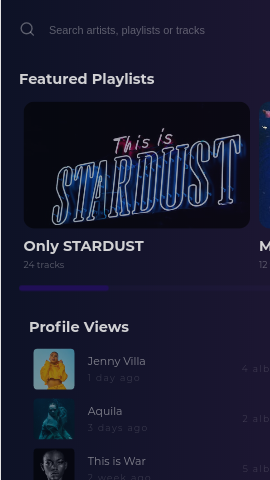 Search artists, playlists or tracks
Featured Playlists
This is
STARDUST
Only STARDUST
M
24 tracks
12
Profile Views
Jenny Villa
1 day ago
4 alb
Aquila
3 days ago
2 alb
This is War
2 week ago
5 alb